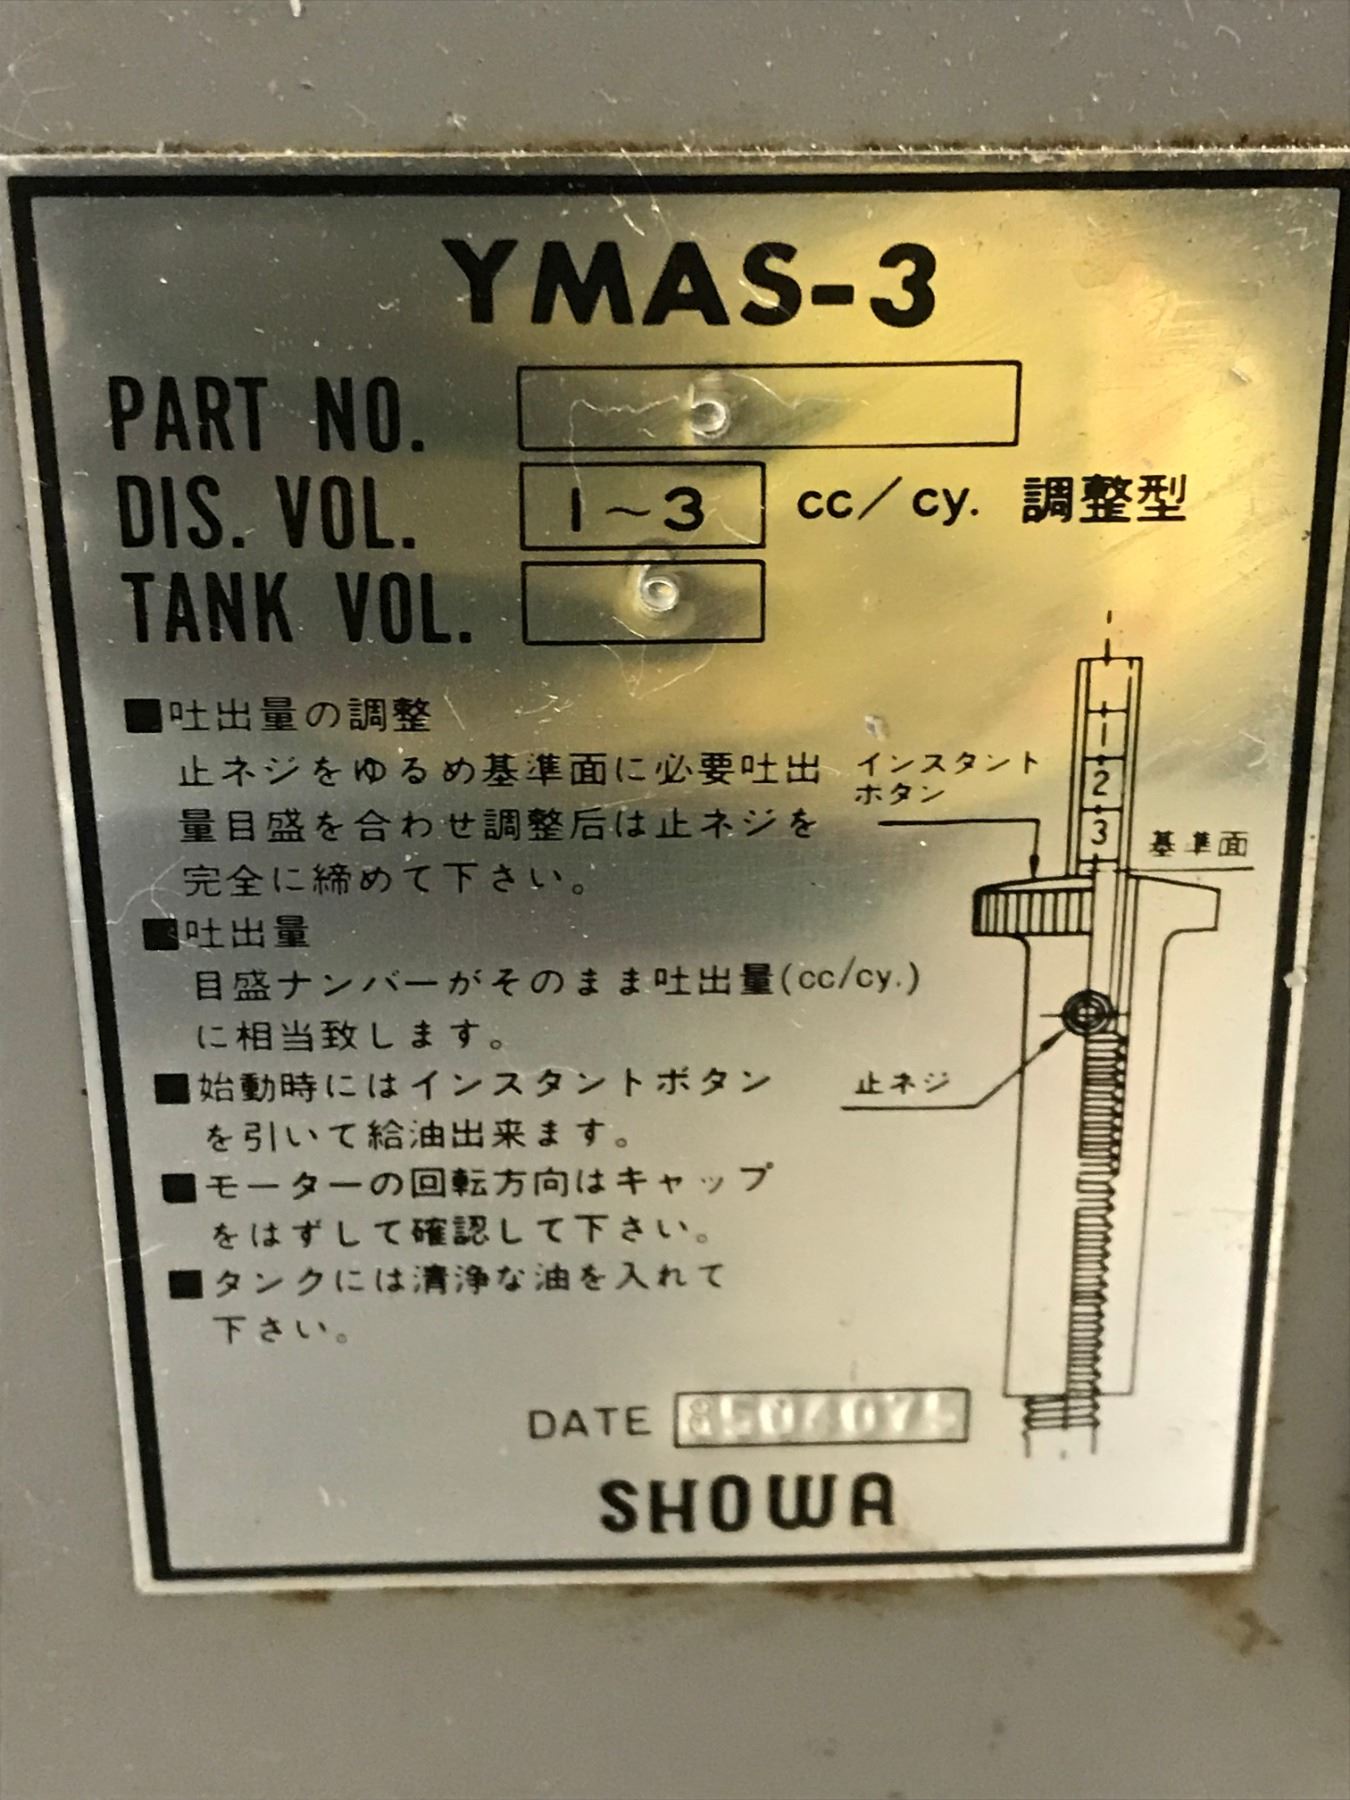 YMAS-3
PART NO.
DIS. VOL. 1~3 cc/cy. 調整型
TANK VOL.
■吐出量の調整
止ネジをゆるめ基準面に必要吐出
量目盛を合わせ調整后は止ネジを
完全に締めて下さい。
■吐出量
目盛ナンバーがそのまま吐出量(cc/cy.)
に相当致します。
■始動時にはインスタントボタン
を引いて給油出来ます。
■モーターの回転方向はキャップ
をはずして確認して下さい。
■タンクには清浄な油を入れて
下さい。
インスタント
ボタン
1
2
3
基準面
止ネジ
DATE
SHOWA